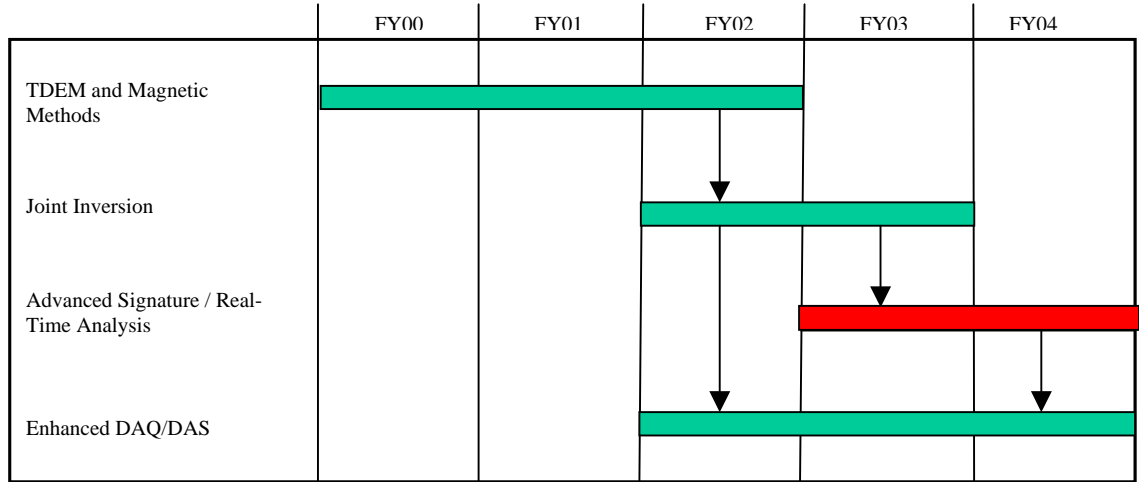 FY00 FY01 FY02 FY03 FY04
TDEM and Magnetic
Methods
Joint Inversion
Advanced Signature / Real-
Time Analysis
Enhanced DAQ/DAS